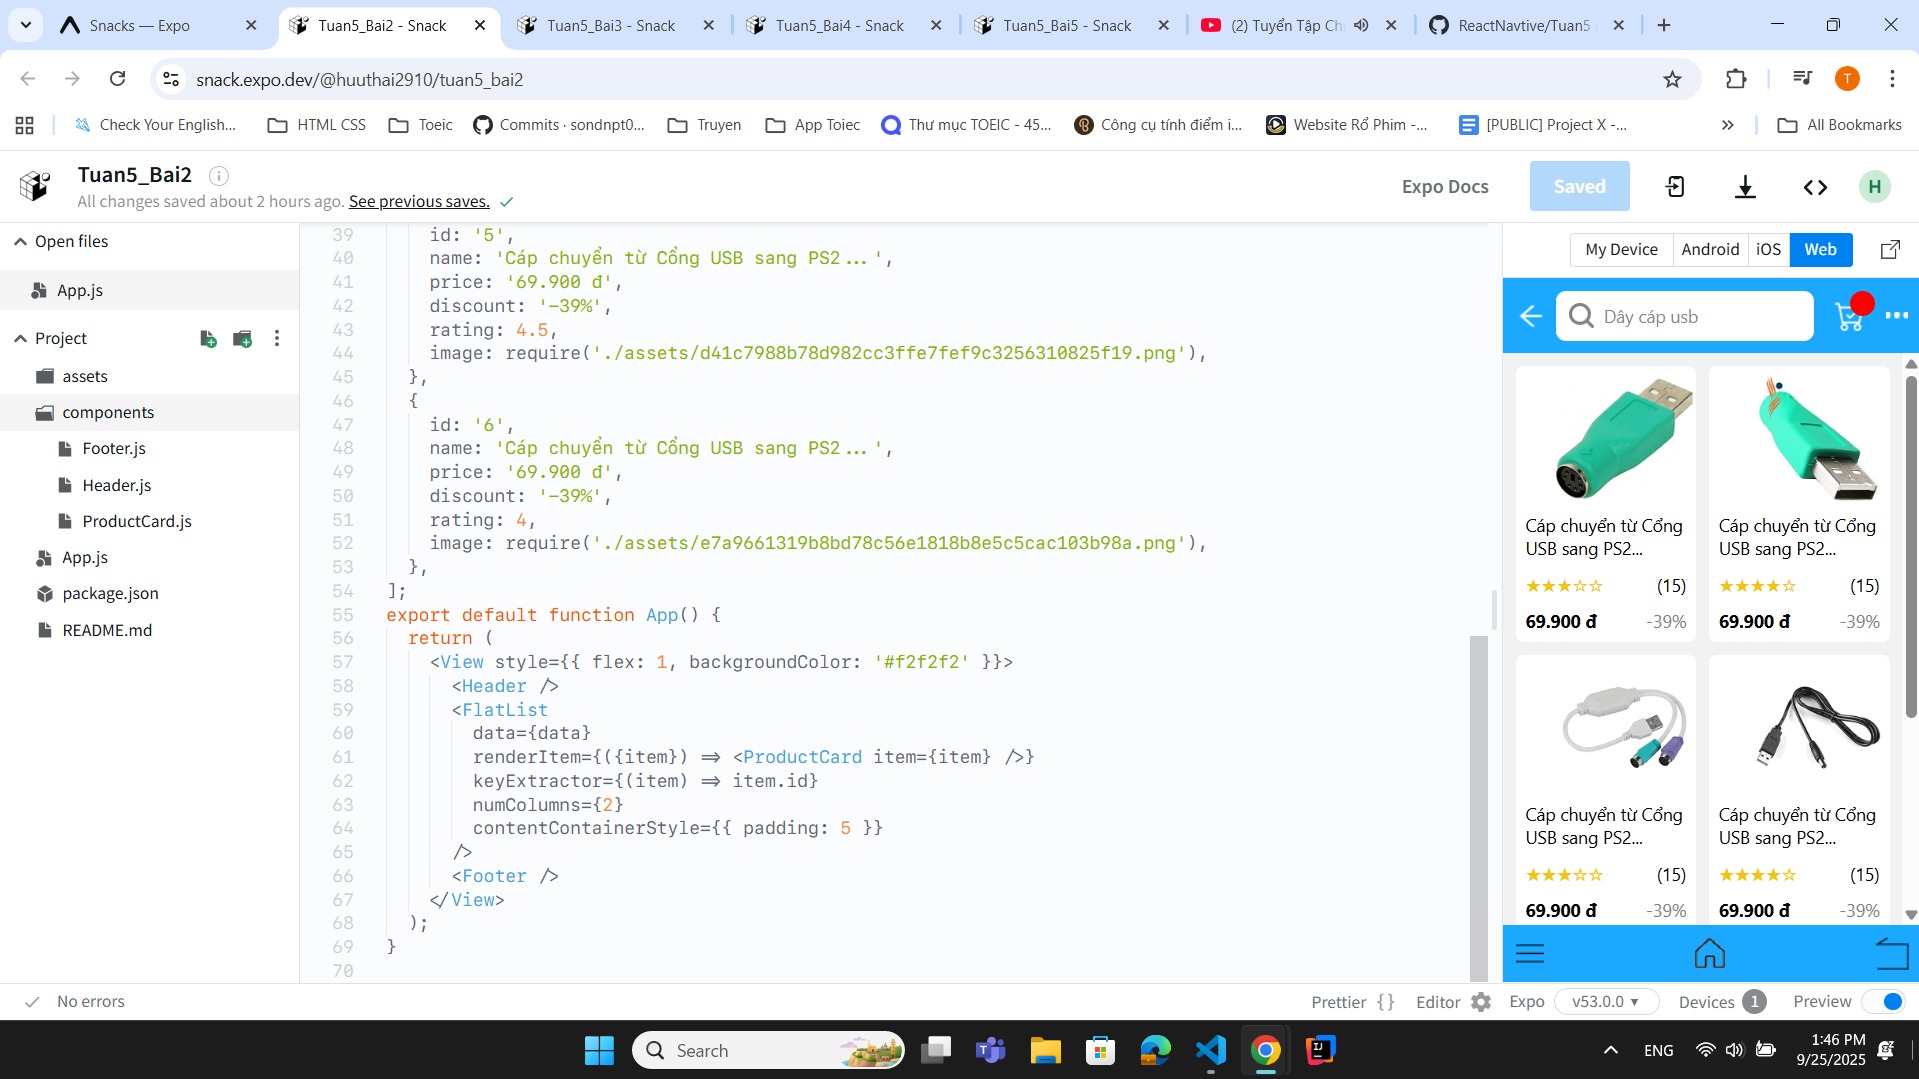 Snacks — Expo
Tuan5_Bai2 - Snack
Tuan5_Bai3 - Snack
Tuan5_Bai4 - Snack
Tuan5_Bai5 - Snack
(2) Tuyển Tập Ch
ReactNavtive/Tuan5
snack.expo.dev/@huuthai2910/tuan5_bai2
T
Check Your English...
HTML CSS
Toeic
Commits · sondnpt0...
Truyen
App Toiec
Thư mục TOEIC - 45...
Công cụ tính điểm i...
Website Rổ Phim -...
[PUBLIC] Project X -...
All Bookmarks
Tuan5_Bai2
All changes saved about 2 hours ago. See previous saves.
Expo Docs
Saved
H
Open files
App.js
Project
assets
components
Footer.js
Header.js
ProductCard.js
App.js
package.json
README.md
39 id: '5',
40 name: 'Cáp chuyển từ Cổng USB sang PS2...',
41 price: '69.900 đ',
42 discount: '-39%',
43 rating: 4.5,
44 image: require('./assets/d41c7988b78d982cc3ffe7fef9c3256310825f19.png'),
45 },
46 {
47 id: '6',
48 name: 'Cáp chuyển từ Cổng USB sang PS2...',
49 price: '69.900 đ',
50 discount: '-39%',
51 rating: 4,
52 image: require('./assets/e7a9661319b8bd78c56e1818b8e5c5cac103b98a.png'),
53 },
54 ];
55 export default function App() {
56 return (
57 <View style={{ flex: 1, backgroundColor: '#f2f2f2' }}>
58 <Header />
59 <FlatList
60 data={data}
61 renderItem={({item}) => <ProductCard item={item} />}
62 keyExtractor={(item) => item.id}
63 numColumns={2}
64 contentContainerStyle={{ padding: 5 }}
65 />
66 <Footer />
67 </View>
68 );
69 }
70
My Device
Android
iOS
Web
Dây cáp usb
Cáp chuyển từ Cổng
USB sang PS2...
(15)
69.900 đ
-39%
Cáp chuyển từ Cổng
USB sang PS2...
(15)
69.900 đ
-39%
Cáp chuyển từ Cổng
USB sang PS2...
(15)
69.900 đ
-39%
Cáp chuyển từ Cổng
USB sang PS2...
(15)
69.900 đ
-39%
No errors
Prettier { }
Editor
Expo
v53.0.0
Devices 1
Preview
Search
ENG
1:46 PM
9/25/2025